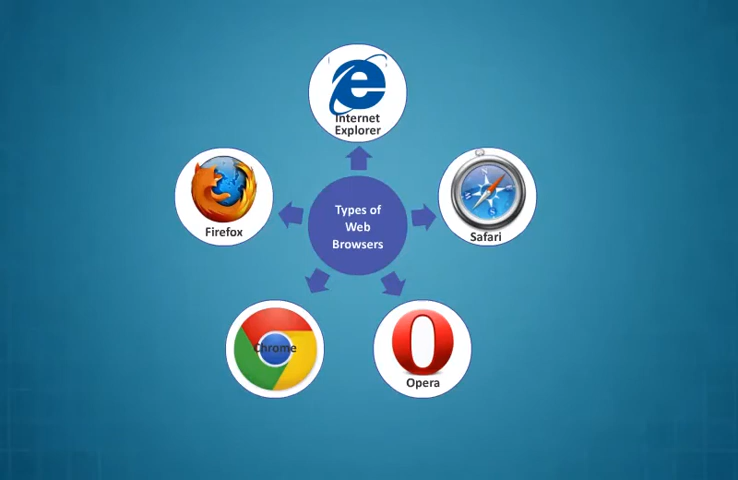 Internet
Explorer
Types of
Web
Browsers
Firefox
Safari
Chrome
Opera